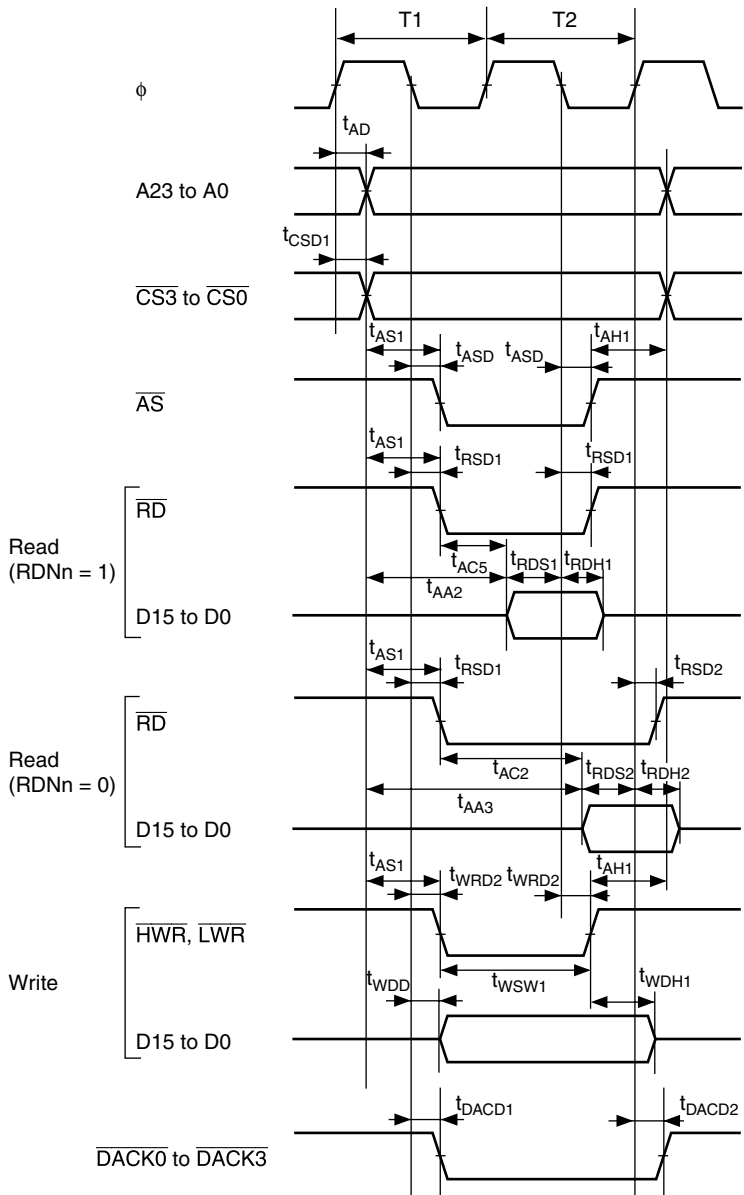 T1 T2
ϕ
tAD
A23 to A0
tCSD1
CS3 to CS0
tAS1 tASD tASD tAH1
AS
tAS1 tRSD1 tRSD1
RD
Read
(RDNn = 1)
tAC5 tRDS1 tRDH1
tAA2
D15 to D0
tAS1 tRSD1 tRSD2
RD
Read
(RDNn = 0)
tAC2 tRDS2 tRDH2
tAA3
D15 to D0
tAS1 tWRD2 tWRD2 tAH1
HWR, LWR
Write
tWDD tWSW1 tWDH1
D15 to D0
tDACD1 tDACD2
DACK0 to DACK3